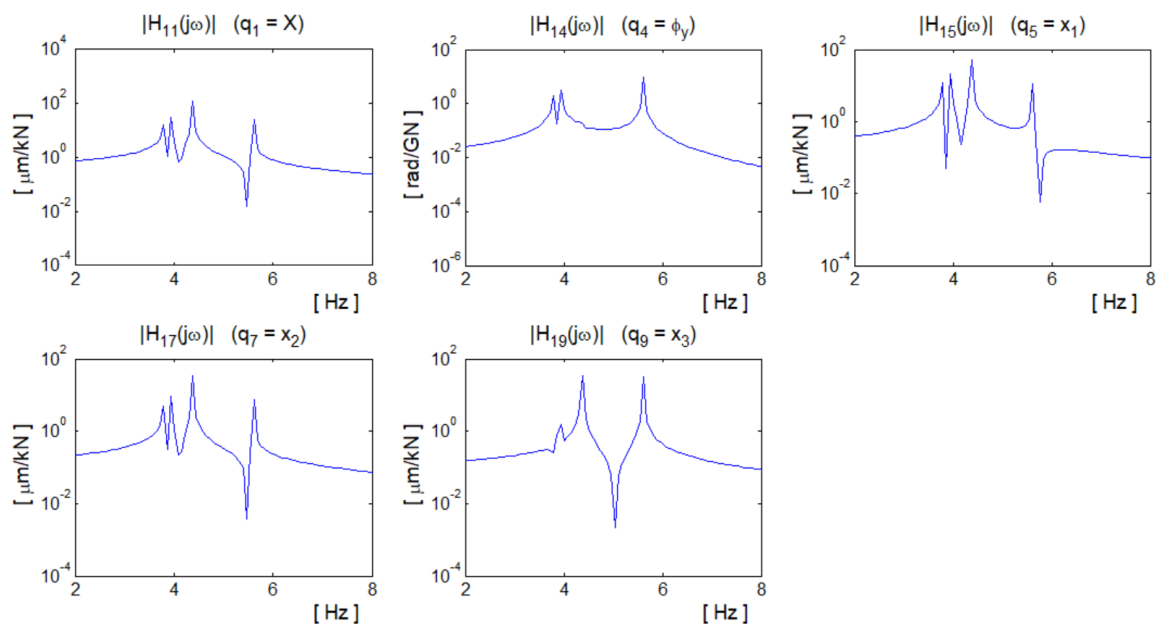 |H11(jω)| (q1 = X)
|H14(jω)| (q4 = ϕy)
|H15(jω)| (q5 = x1)
[ μm/kN ]
10^4
10^2
10^0
10^-2
10^-4
2 4 6 8
[ Hz ]
[ rad/GN ]
10^2
10^0
10^-2
10^-4
10^-6
2 4 6 8
[ Hz ]
[ μm/kN ]
10^2
10^0
10^-2
10^-4
2 4 6 8
[ Hz ]
|H17(jω)| (q7 = x2)
|H19(jω)| (q9 = x3)
[ μm/kN ]
10^2
10^0
10^-2
10^-4
2 4 6 8
[ Hz ]
[ μm/kN ]
10^2
10^0
10^-2
10^-4
2 4 6 8
[ Hz ]